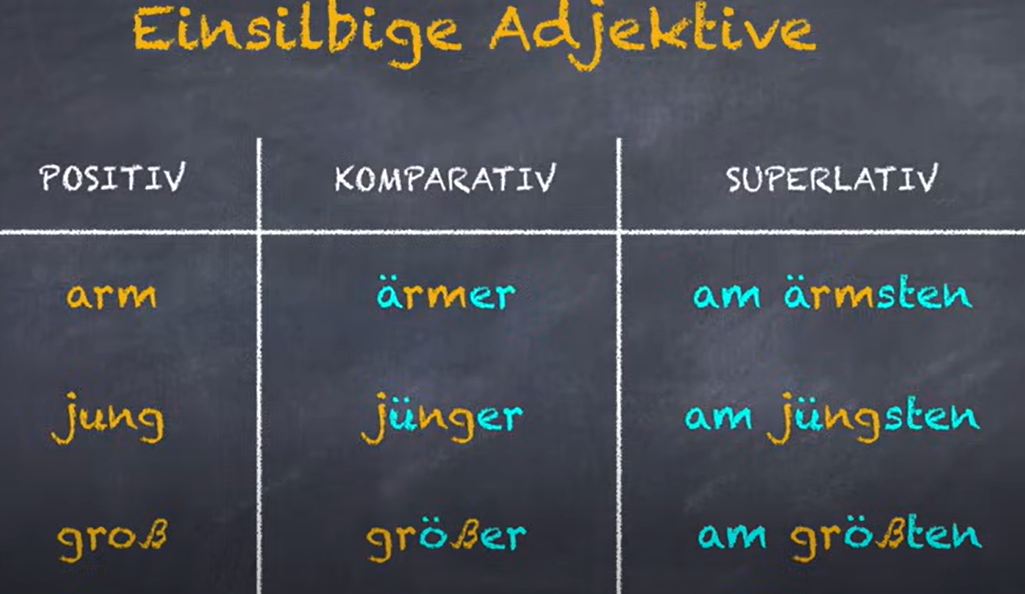 Einsilbige Adjektive
POSITIV KOMPARATIV SUPERLATIV
arm ärmer am ärmsten
jung jünger am jüngsten
groß größer am größten